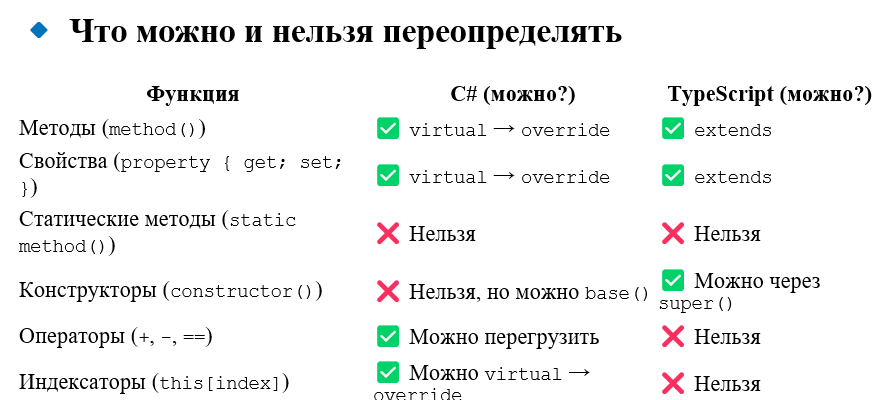 Что можно и нельзя переопределять
Функция C# (можно?) TypeScript (можно?)
Методы (method()) ✅ virtual → override ✅ extends
Свойства (property { get; set;
}) ✅ virtual → override ✅ extends
Статические методы (static
method()) ❌ Нельзя ❌ Нельзя
Конструкторы (constructor()) ❌ Нельзя, но можно base() ✅ Можно через
super()
Операторы (+, -, ==) ✅ Можно перегрузить ❌ Нельзя
Индексаторы (this[index]) ✅ Можно virtual →
override ❌ Нельзя